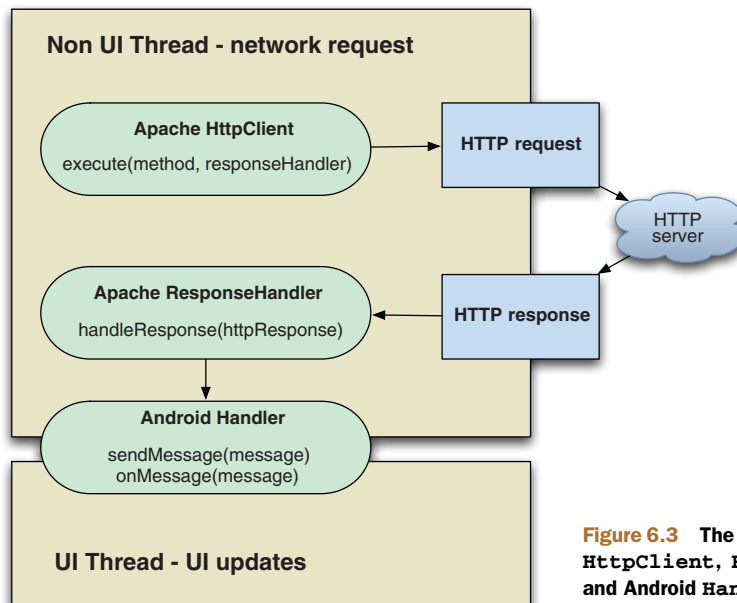 Non UI Thread - network request
Apache HttpClient
execute(method, responseHandler)
HTTP request
HTTP
server
Apache ResponseHandler
handleResponse(httpResponse)
HTTP response
Android Handler
sendMessage(message)
onMessage(message)
UI Thread - UI updates
Figure 6.3 The
HttpClient,
and Android